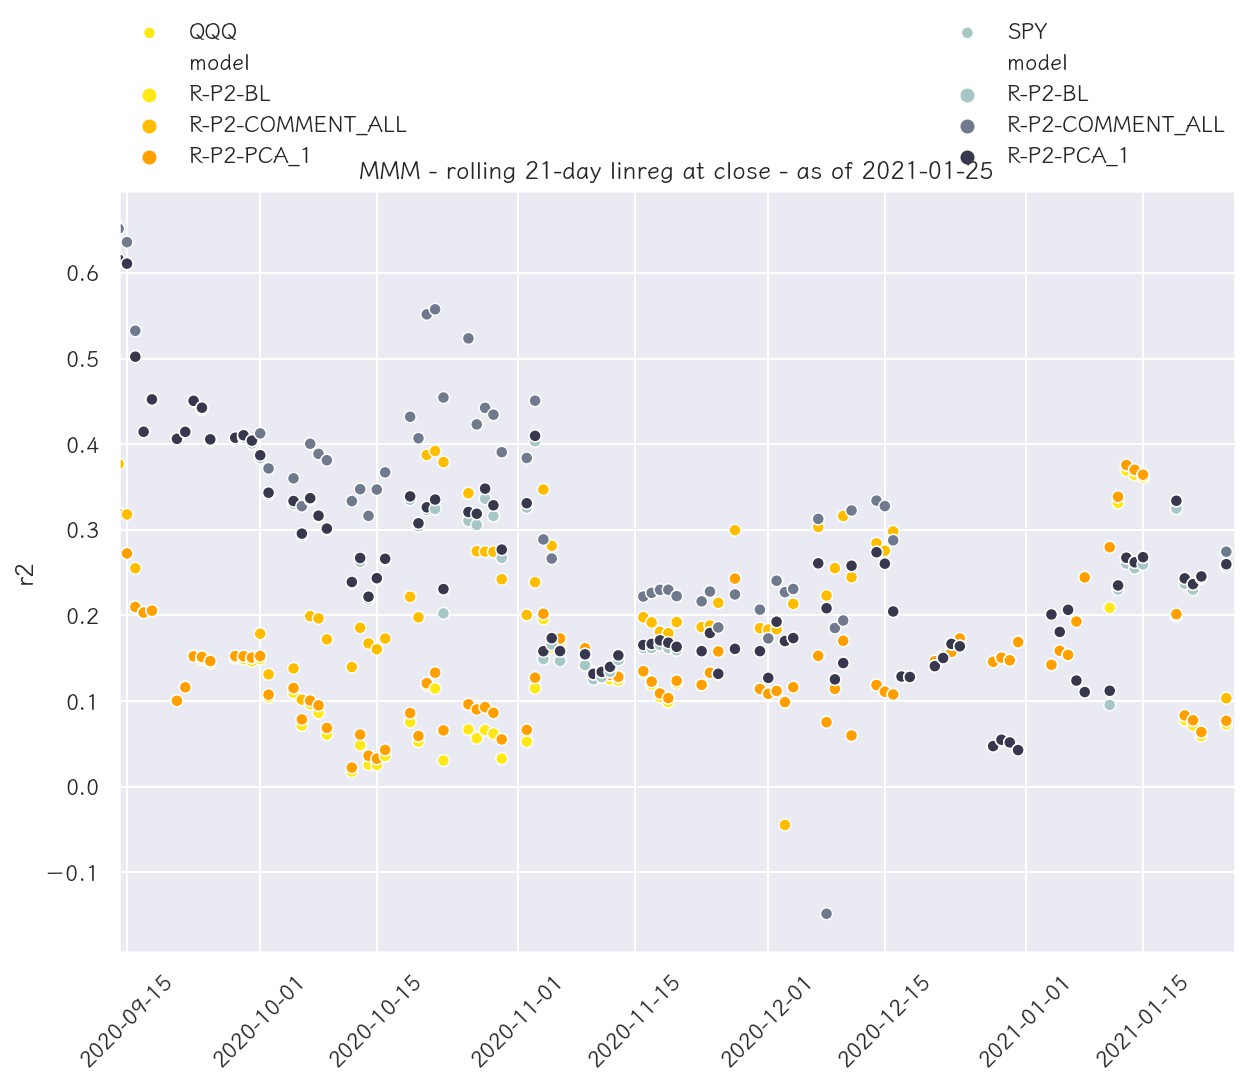 QQQ
model
R-P2-BL
R-P2-COMMENT_ALL
R-P2-PCA_1
SPY
model
R-P2-BL
R-P2-COMMENT_ALL
R-P2-PCA_1
MMM - rolling 21-day linreg at close - as of 2021-01-25
r2
0.6
0.5
0.4
0.3
0.2
0.1
0.0
−0.1
2020-09-15
2020-10-01
2020-10-15
2020-11-01
2020-11-15
2020-12-01
2020-12-15
2021-01-01
2021-01-15